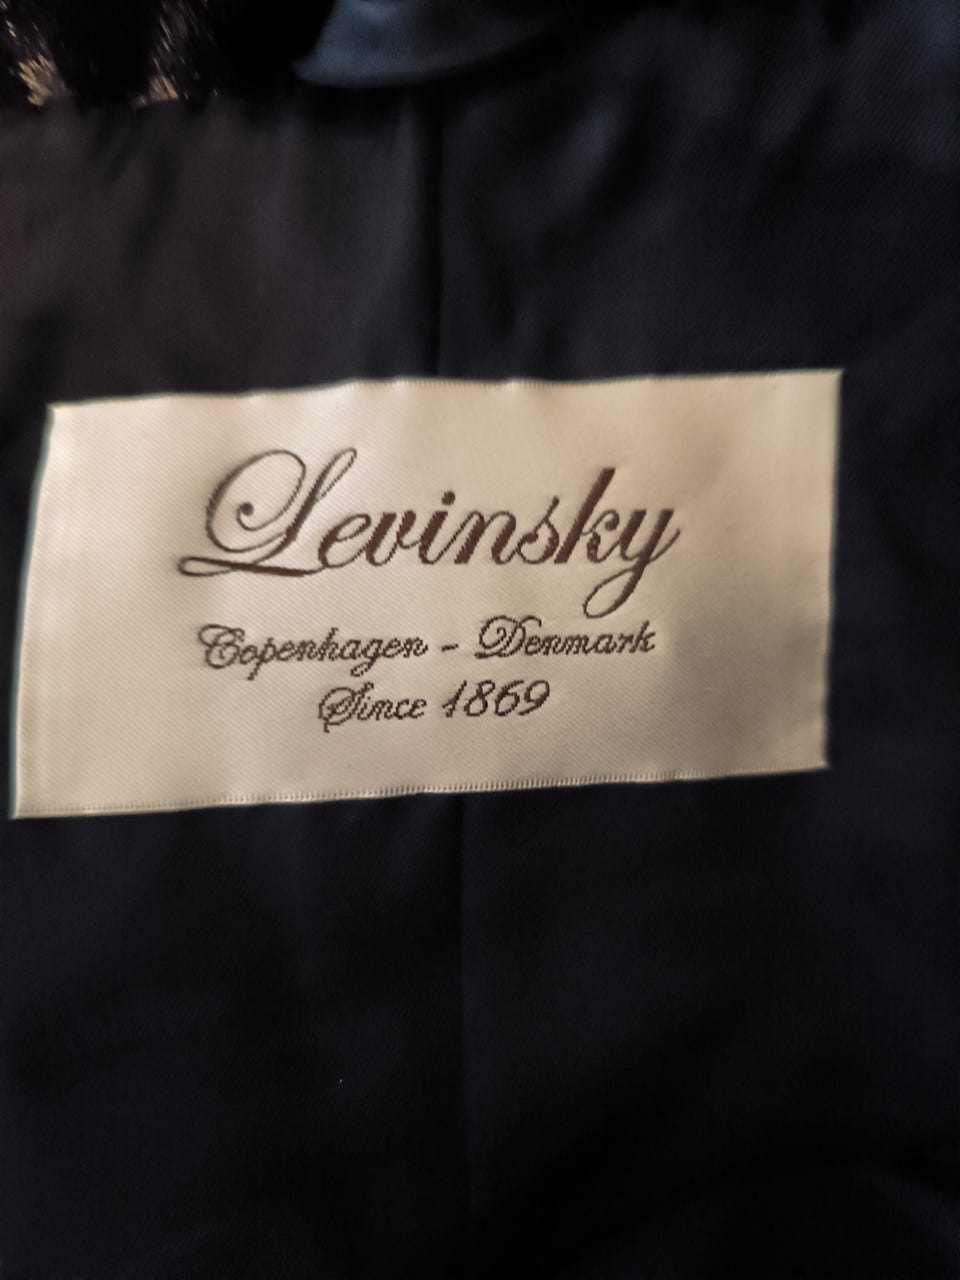 Levinsky
Copenhagen - Denmark
Since 1869